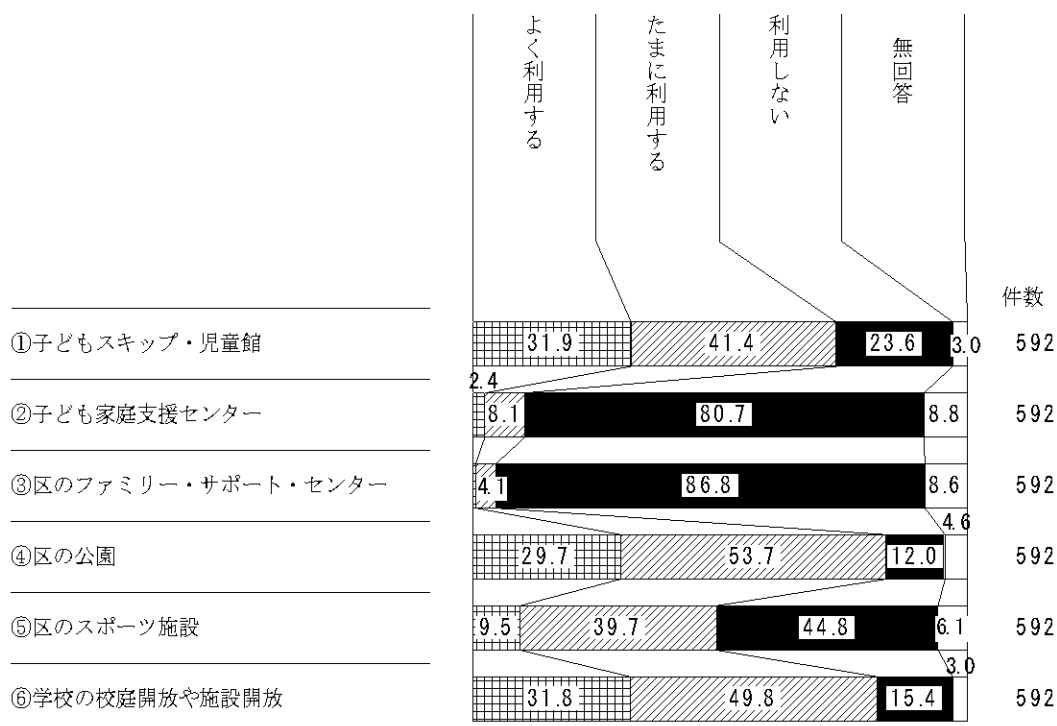 よく利用する
たまに利用する
利用しない
無回答
件数
①子どもスキップ・児童館 31.9 41.4 23.6 3.0 592
②子ども家庭支援センター 2.4 8.1 80.7 8.8 592
③区のファミリー・サポート・センター 4.1 86.8 8.6 592
④区の公園 29.7 53.7 12.0 4.6 592
⑤区のスポーツ施設 9.5 39.7 44.8 6.1 592
⑥学校の校庭開放や施設開放 31.8 49.8 15.4 3.0 592